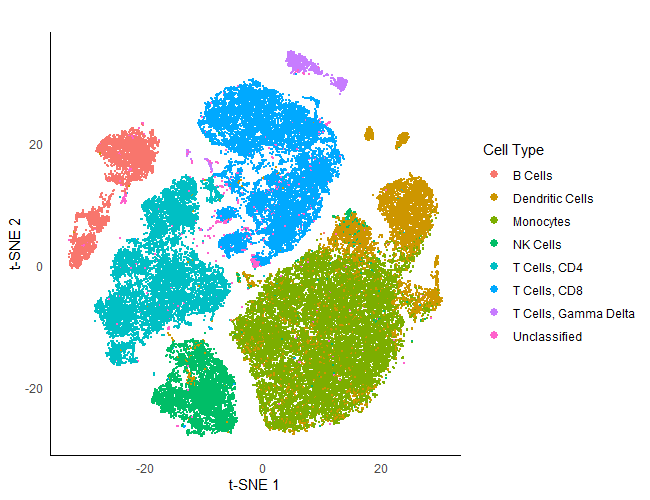 Cell Type
B Cells
Dendritic Cells
Monocytes
NK Cells
T Cells, CD4
T Cells, CD8
T Cells, Gamma Delta
Unclassified
t-SNE 2
20
0
-20
-20
0
20
t-SNE 1